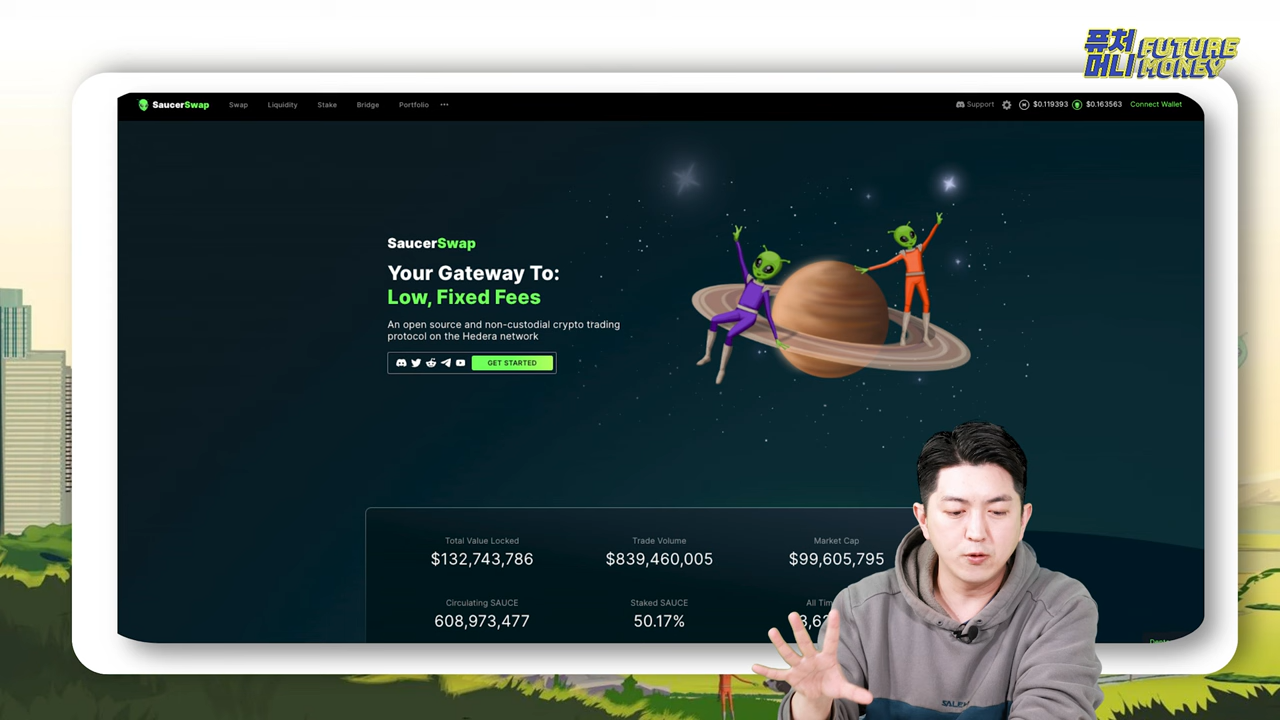 퓨처
머니
FUTURE
MONEY
SaucerSwap
Swap
Liquidity
Stake
Bridge
Portfolio
Support
$0.119393
$0.163563
Connect Wallet
SaucerSwap
Your Gateway To:
Low, Fixed Fees
An open source and non-custodial crypto trading
protocol on the Hedera network
GET STARTED
Total Value Locked
$132,743,786
Trade Volume
$839,460,005
Market Cap
$99,605,795
Circulating SAUCE
608,973,477
Staked SAUCE
50.17%
All Tim